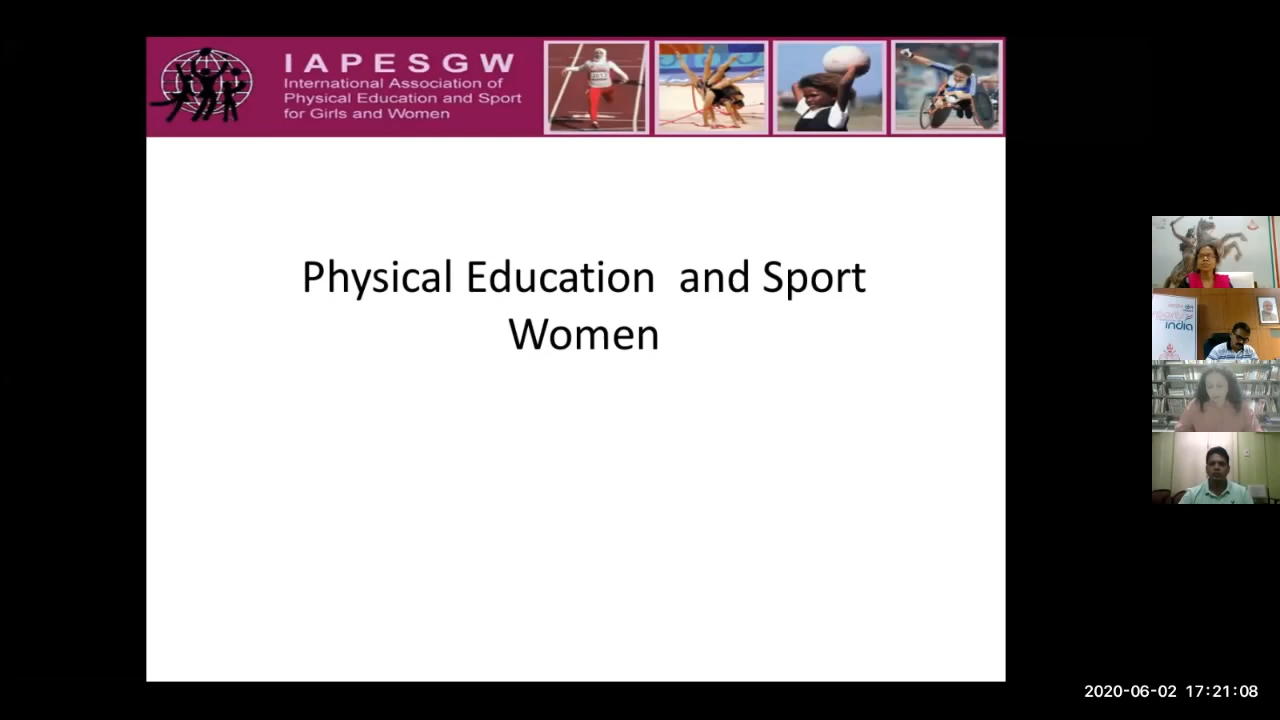 IAPESGW
International Association of
Physical Education and Sport
for Girls and Women
Physical Education and Sport
Women
india
2020-06-02 17:21:08